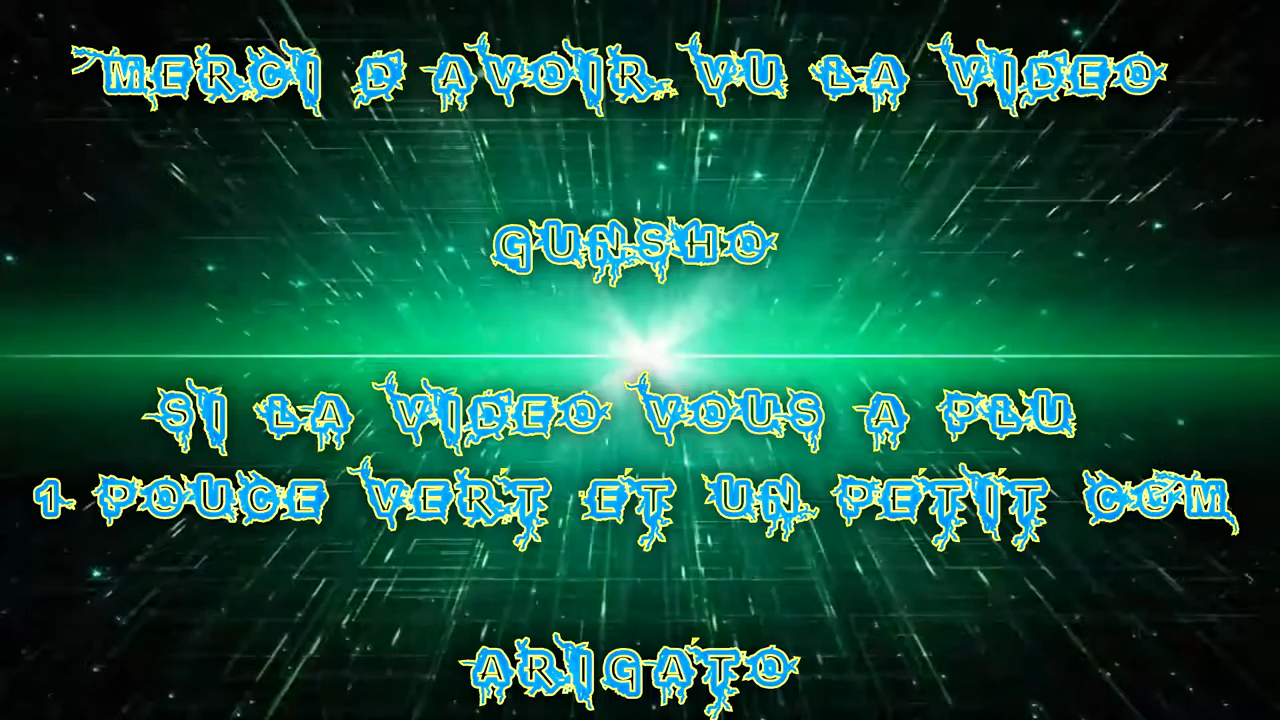 MERCI D AVOIR VU LA VIDEO
GUNSHO
SI LA VIDEO VOUS A PLU
1 POUCE VERT ET UN PETIT COM
ARIGATO